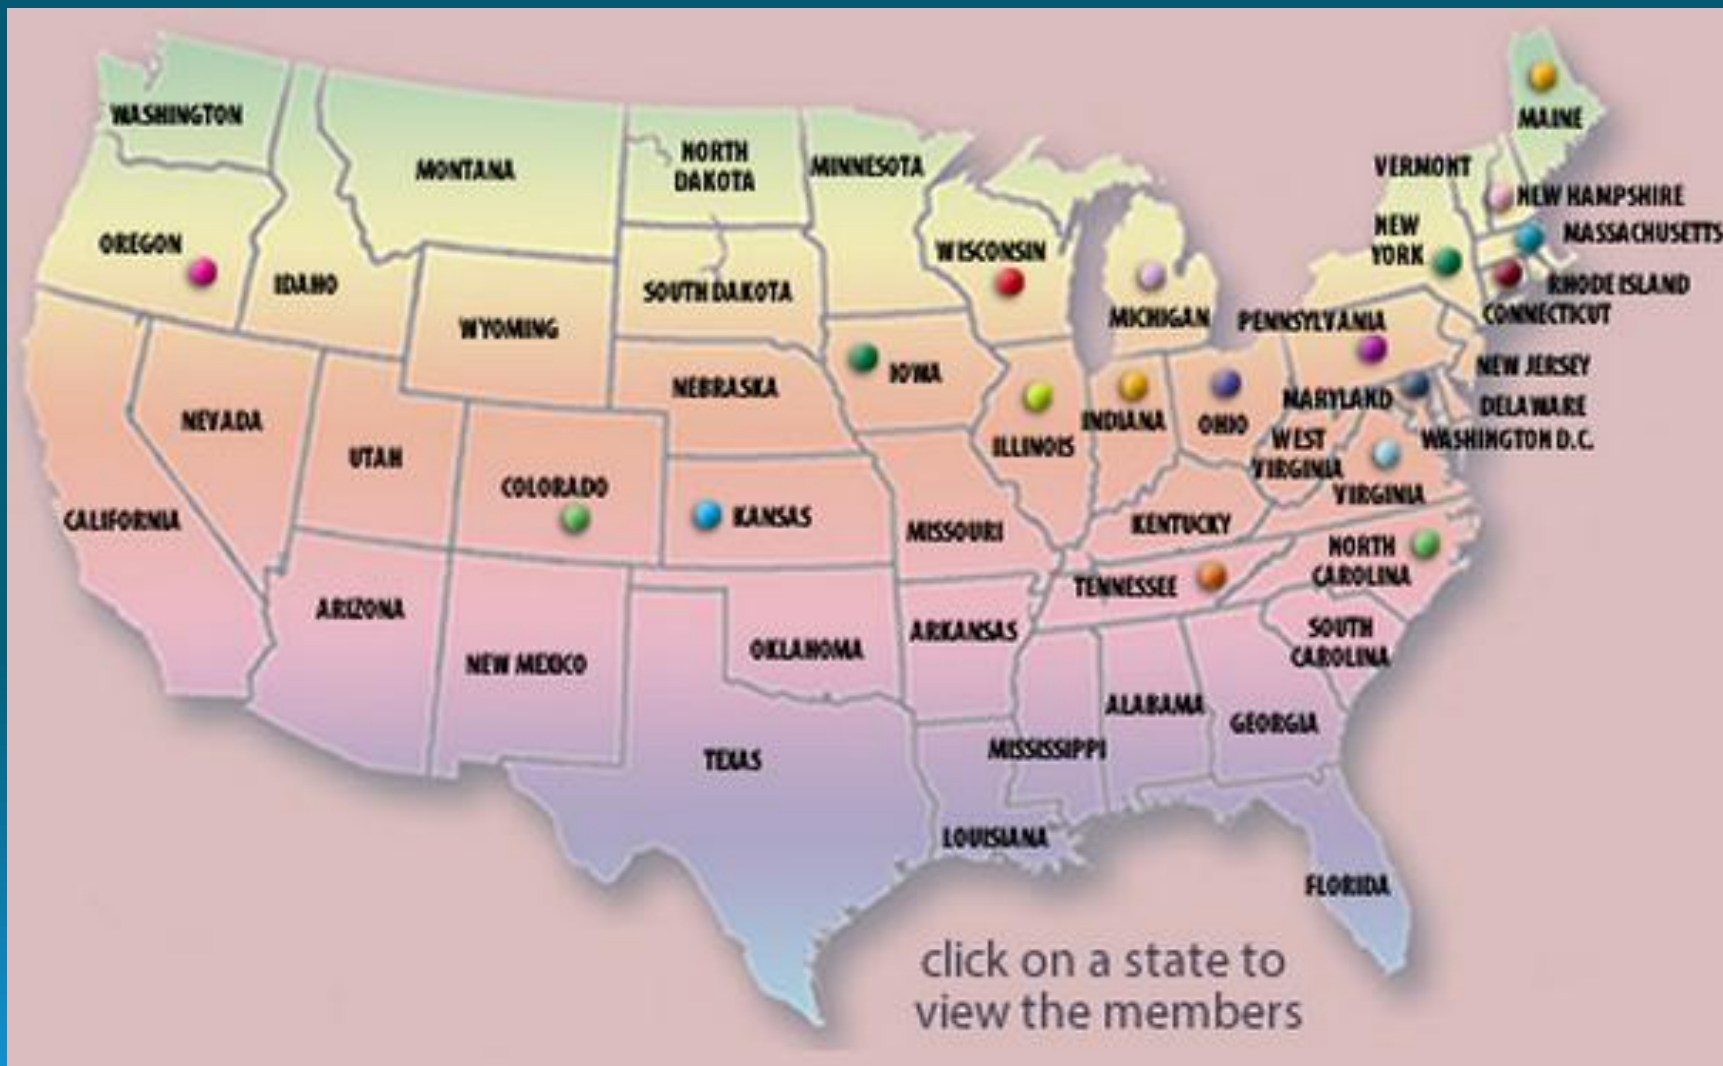 WASHINGTON
MONTANA
NORTH
DAKOTA
MINNESOTA
MAINE
VERMONT
NEW HAMPSHIRE
MASSACHUSETTS
NEW
YORK
RHODE ISLAND
CONNECTICUT
OREGON
IDAHO
WYOMING
SOUTH DAKOTA
WISCONSIN
MICHIGAN
PENNSYLVANIA
NEW JERSEY
NEVADA
UTAH
NEBRASKA
IOWA
ILLINOIS
INDIANA
OHIO
MARYLAND
DELAWARE
WASHINGTON D.C.
WEST
VIRGINIA
VIRGINIA
CALIFORNIA
COLORADO
KANSAS
MISSOURI
KENTUCKY
NORTH
CAROLINA
TENNESSEE
ARIZONA
NEW MEXICO
OKLAHOMA
ARKANSAS
SOUTH
CAROLINA
TEXAS
MISSISSIPPI
ALABAMA
GEORGIA
LOUISIANA
FLORIDA
click on a state to
view the members